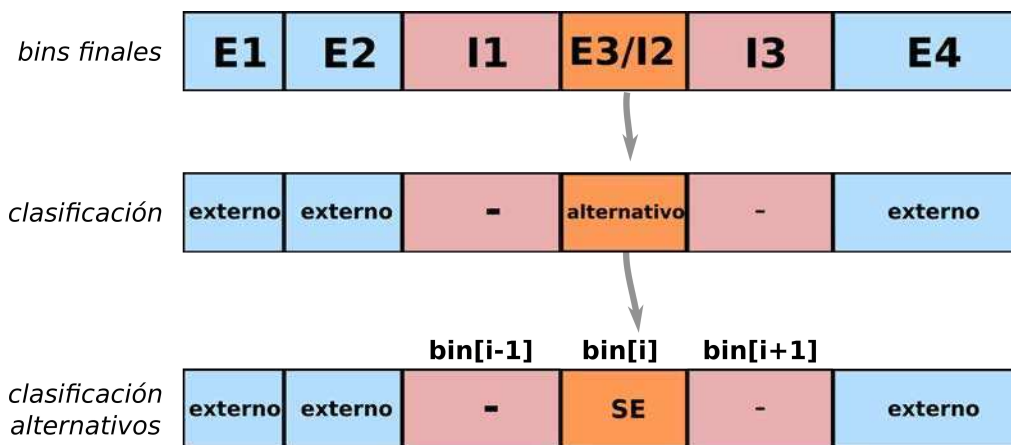 bins finales
E1 E2 I1 E3/I2 I3 E4
clasificación
externo externo - alternativo - externo
bin[i-1] bin[i] bin[i+1]
clasificación
alternativos
externo externo - SE - externo